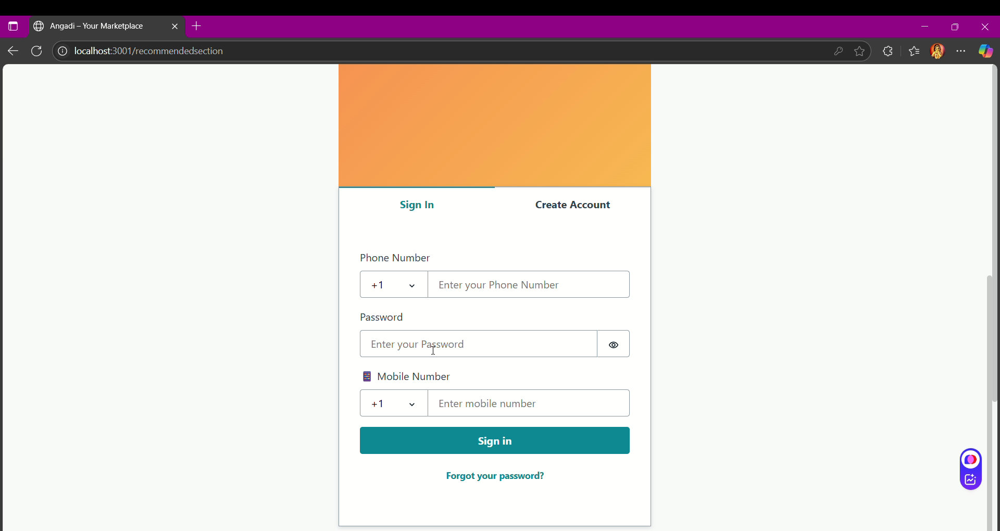 Angadi – Your Marketplace
localhost:3001/recommendedsection
Sign In
Create Account
Phone Number
+1
Enter your Phone Number
Password
Enter your Password
Mobile Number
+1
Enter mobile number
Sign in
Forgot your password?